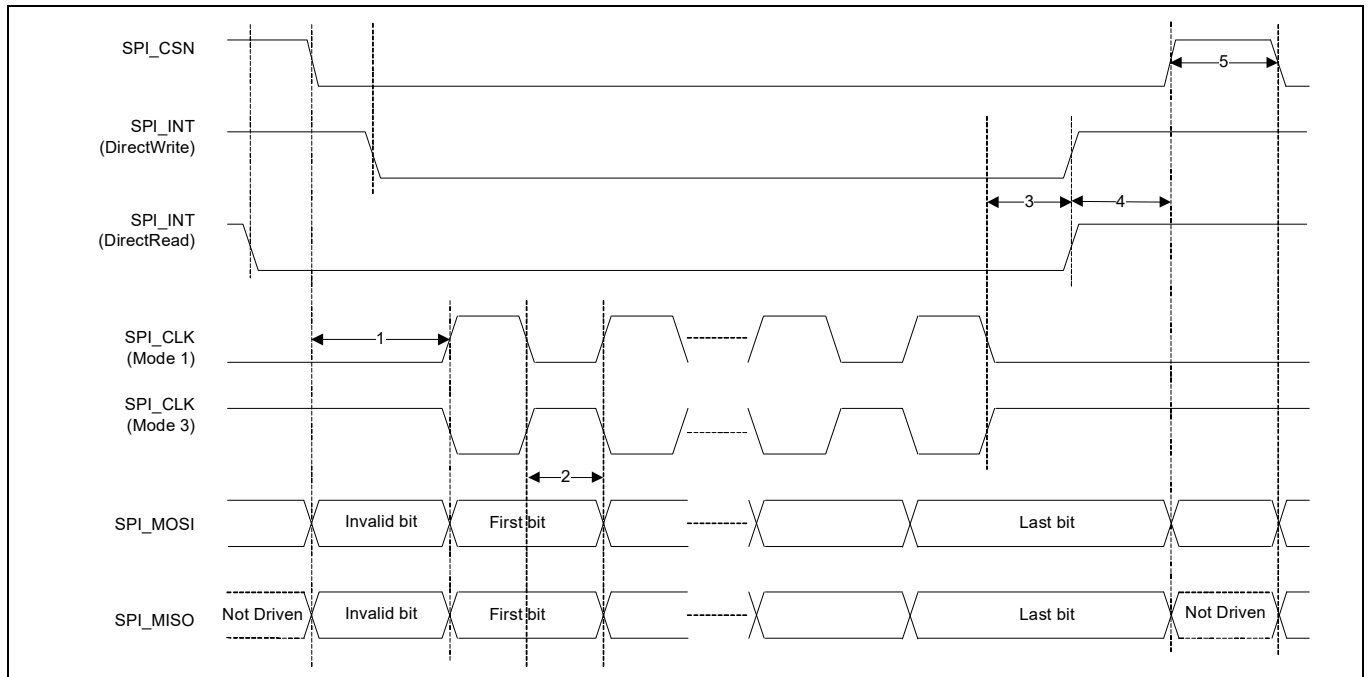 SPI_CSN
5
SPI_INT
(DirectWrite)
3
4
SPI_INT
(DirectRead)
SPI_CLK
(Mode 1)
1
SPI_CLK
(Mode 3)
2
SPI_MOSI
Invalid bit
First bit
Last bit
SPI_MISO
Not Driven
Invalid bit
First bit
Last bit
Not Driven